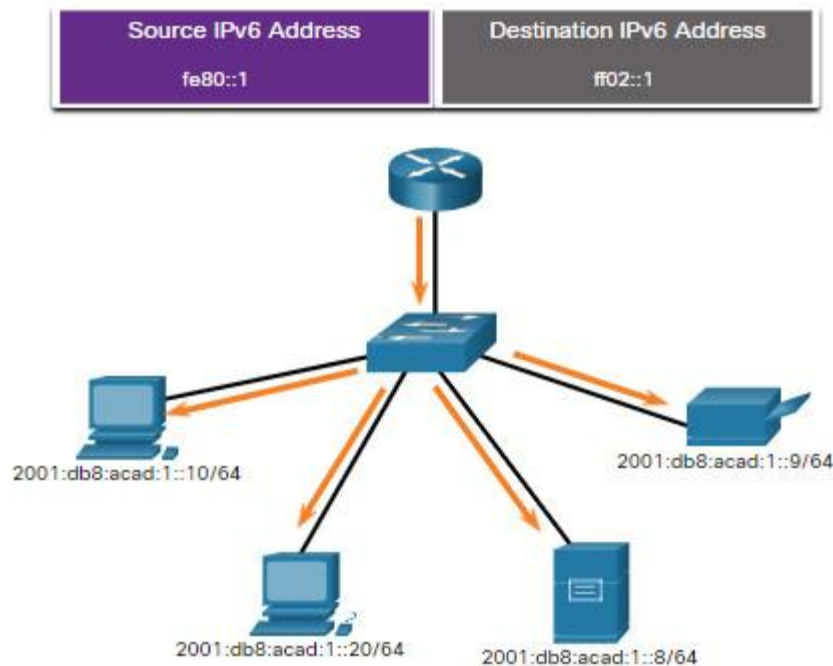 Source IPv6 Address
Destination IPv6 Address
fe80::1
ff02::1
2001:db8:acad:1::10/64
2001:db8:acad:1::9/64
2001:db8:acad:1::20/64
2001:db8:acad:1::8/64